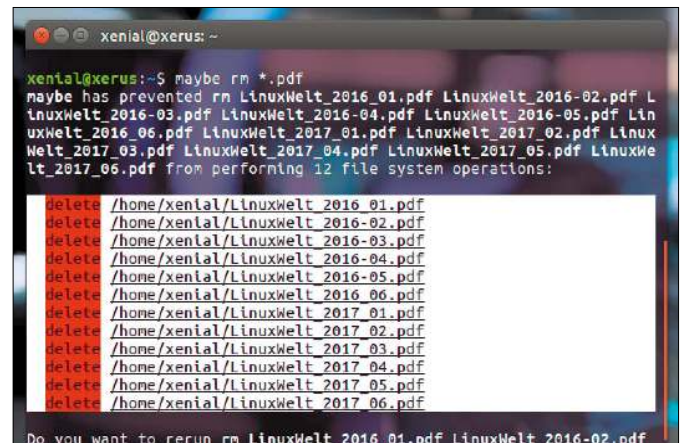 xenial@xerus: ~
xenial@xerus:~$ maybe rm *.pdf
maybe has prevented rm LinuxWelt_2016_01.pdf LinuxWelt_2016-02.pdf L
inuxWelt_2016-03.pdf LinuxWelt_2016-04.pdf LinuxWelt_2016-05.pdf Lin
uxWelt_2016_06.pdf LinuxWelt_2017_01.pdf LinuxWelt_2017_02.pdf Linux
Welt_2017_03.pdf LinuxWelt_2017_04.pdf LinuxWelt_2017_05.pdf LinuxWe
lt_2017_06.pdf from performing 12 file system operations:
delete /home/xenial/LinuxWelt_2016_01.pdf
delete /home/xenial/LinuxWelt_2016-02.pdf
delete /home/xenial/LinuxWelt_2016-03.pdf
delete /home/xenial/LinuxWelt_2016-04.pdf
delete /home/xenial/LinuxWelt_2016-05.pdf
delete /home/xenial/LinuxWelt_2016_06.pdf
delete /home/xenial/LinuxWelt_2017_01.pdf
delete /home/xenial/LinuxWelt_2017_02.pdf
delete /home/xenial/LinuxWelt_2017_03.pdf
delete /home/xenial/LinuxWelt_2017_04.pdf
delete /home/xenial/LinuxWelt_2017_05.pdf
delete /home/xenial/LinuxWelt_2017_06.pdf
Do you want to rerun rm LinuxWelt_2016_01.pdf LinuxWelt_2016-02.pdf